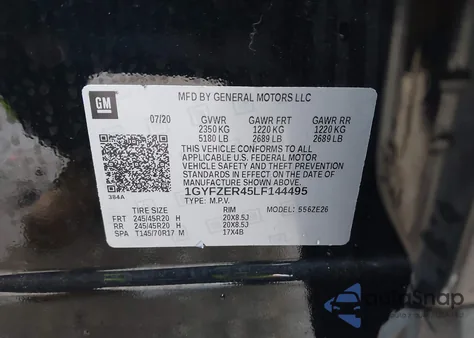 GM
MFD BY GENERAL MOTORS LLC
07/20 GVWR GAWR FRT GAWR RR
2350 KG 1220 KG 1220 KG
5180 LB 2689 LB 2689 LB
THIS VEHICLE CONFORMS TO ALL
APPLICABLE U.S. FEDERAL MOTOR
VEHICLE SAFETY AND THEFT PREVENTION
STANDARDS IN EFFECT ON THE DATE OF
MANUFACTURE SHOWN ABOVE.
384A
1GYFZER45LF144495
TYPE: M.P.V. MODEL: 556ZE26
TIRE SIZE RIM
FRT 245/45R20 H 20X8.5J
RR 245/45R20 H 20X8.5J
SPA T145/70R17 M 17X4B
autoSnap